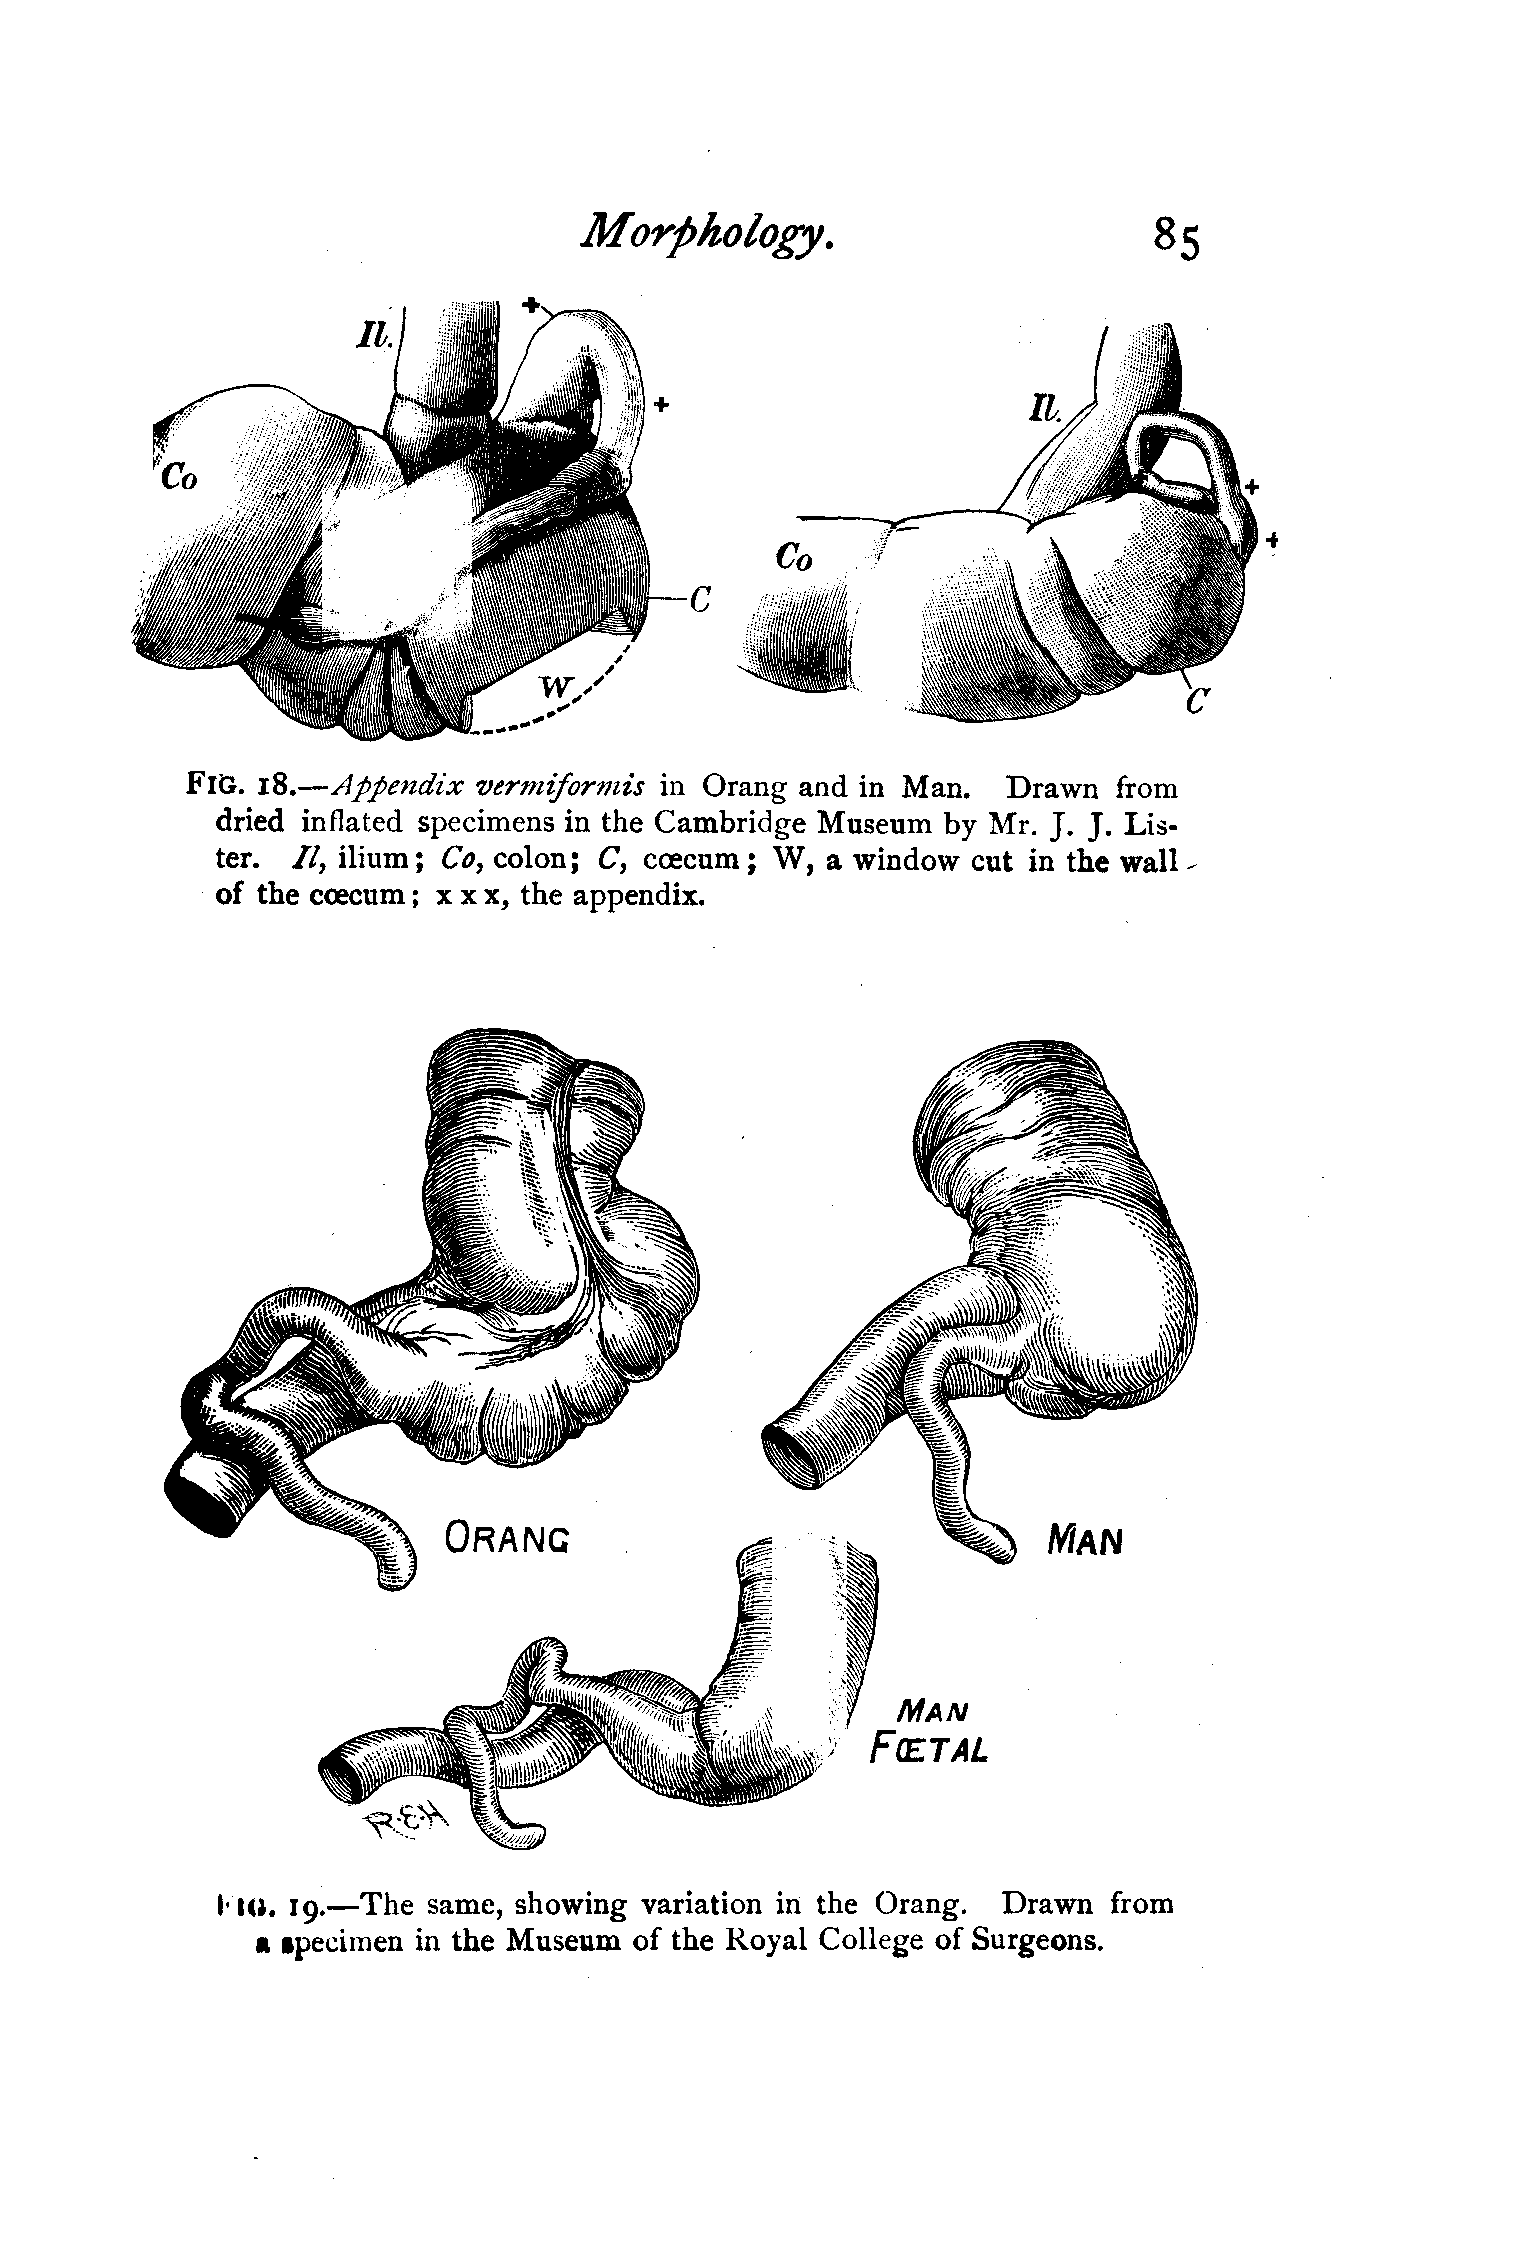 Morphology. 85
Il.
+
+
Co
C
W
Il.
+
+
Co
C
FIG. 18.—Appendix vermiformis in Orang and in Man. Drawn from
dried inflated specimens in the Cambridge Museum by Mr. J. J. Lis-
ter. Il, ilium; Co, colon; C, cœcum; W, a window cut in the wall
of the cœcum; x x x, the appendix.
ORANG
MAN
MAN
FŒTAL
R.E.H
FIG. 19.—The same, showing variation in the Orang. Drawn from
a specimen in the Museum of the Royal College of Surgeons.